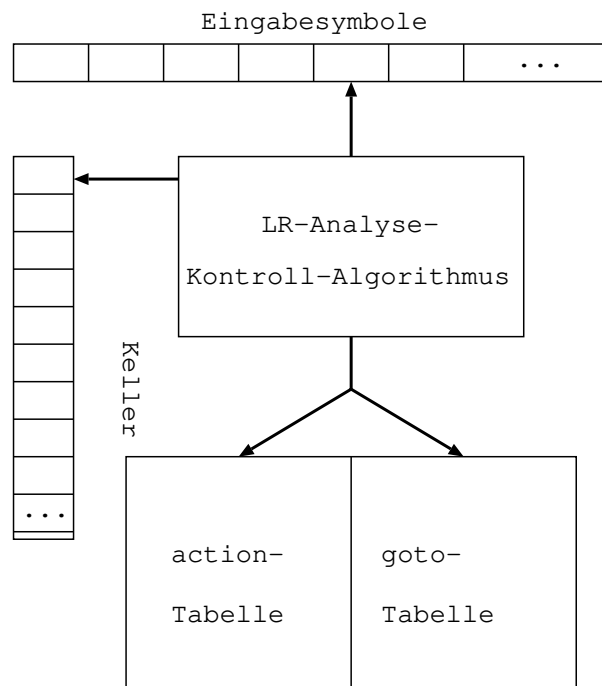 Eingabesymbole
...
LR-Analyse-
Kontroll-Algorithmus
Keller
...
action-
Tabelle
goto-
Tabelle